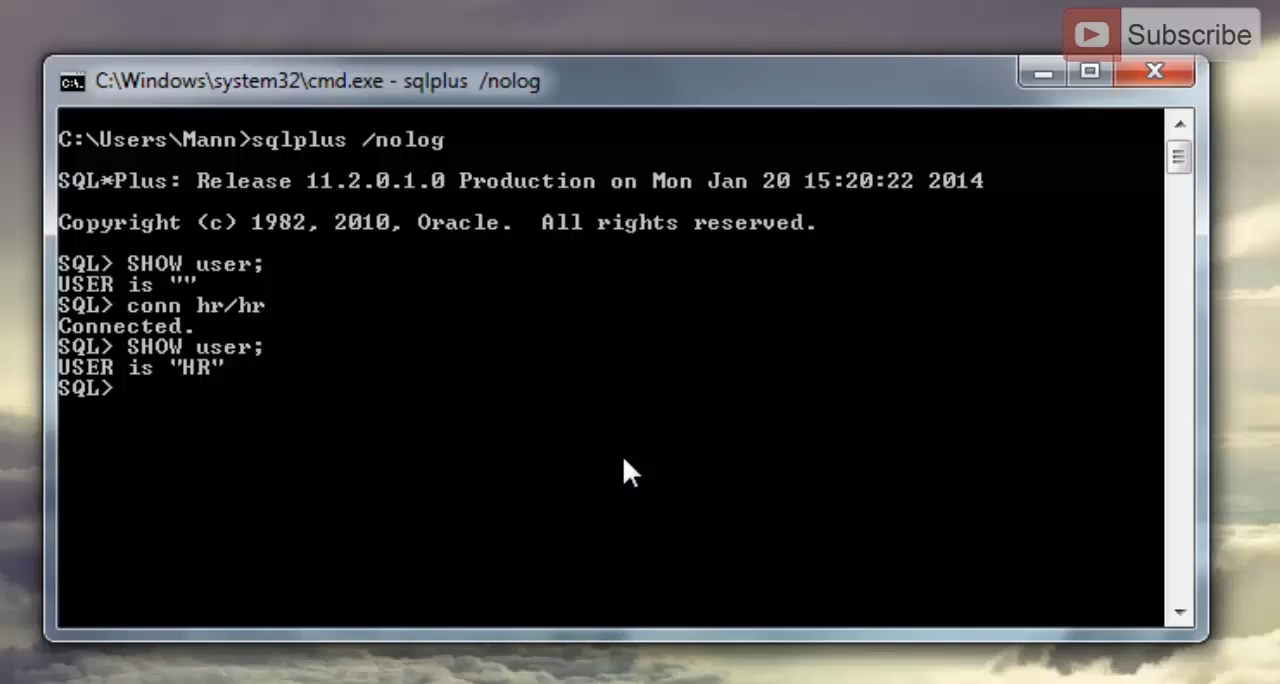 Subscribe
C:\Windows\system32\cmd.exe - sqlplus /nolog
C:\Users\Mann>sqlplus /nolog
SQL*Plus: Release 11.2.0.1.0 Production on Mon Jan 20 15:20:22 2014
Copyright (c) 1982, 2010, Oracle.  All rights reserved.
SQL> SHOW user;
USER is ""
SQL> conn hr/hr
Connected.
SQL> SHOW user;
USER is "HR"
SQL>